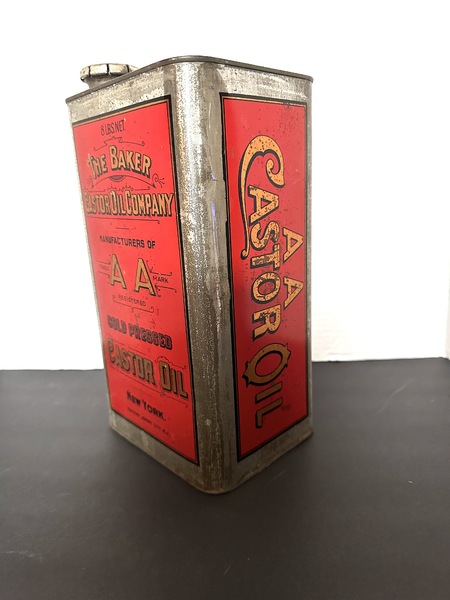 8 LBS. NET
THE BAKER
CASTOR OIL COMPANY
MANUFACTURERS OF
TRADE AA MARK
REGISTERED
COLD PRESSED
CASTOR OIL
NEW YORK.
AA
CASTOR OIL